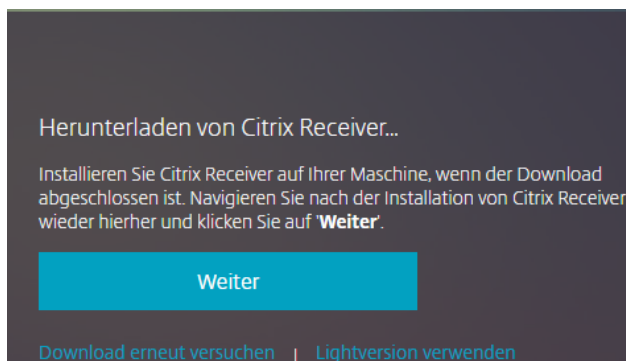 Herunterladen von Citrix Receiver...
Installieren Sie Citrix Receiver auf Ihrer Maschine, wenn der Download
abgeschlossen ist. Navigieren Sie nach der Installation von Citrix Receiver
wieder hierher und klicken Sie auf 'Weiter'.
Weiter
Download erneut versuchen | Lightversion verwenden